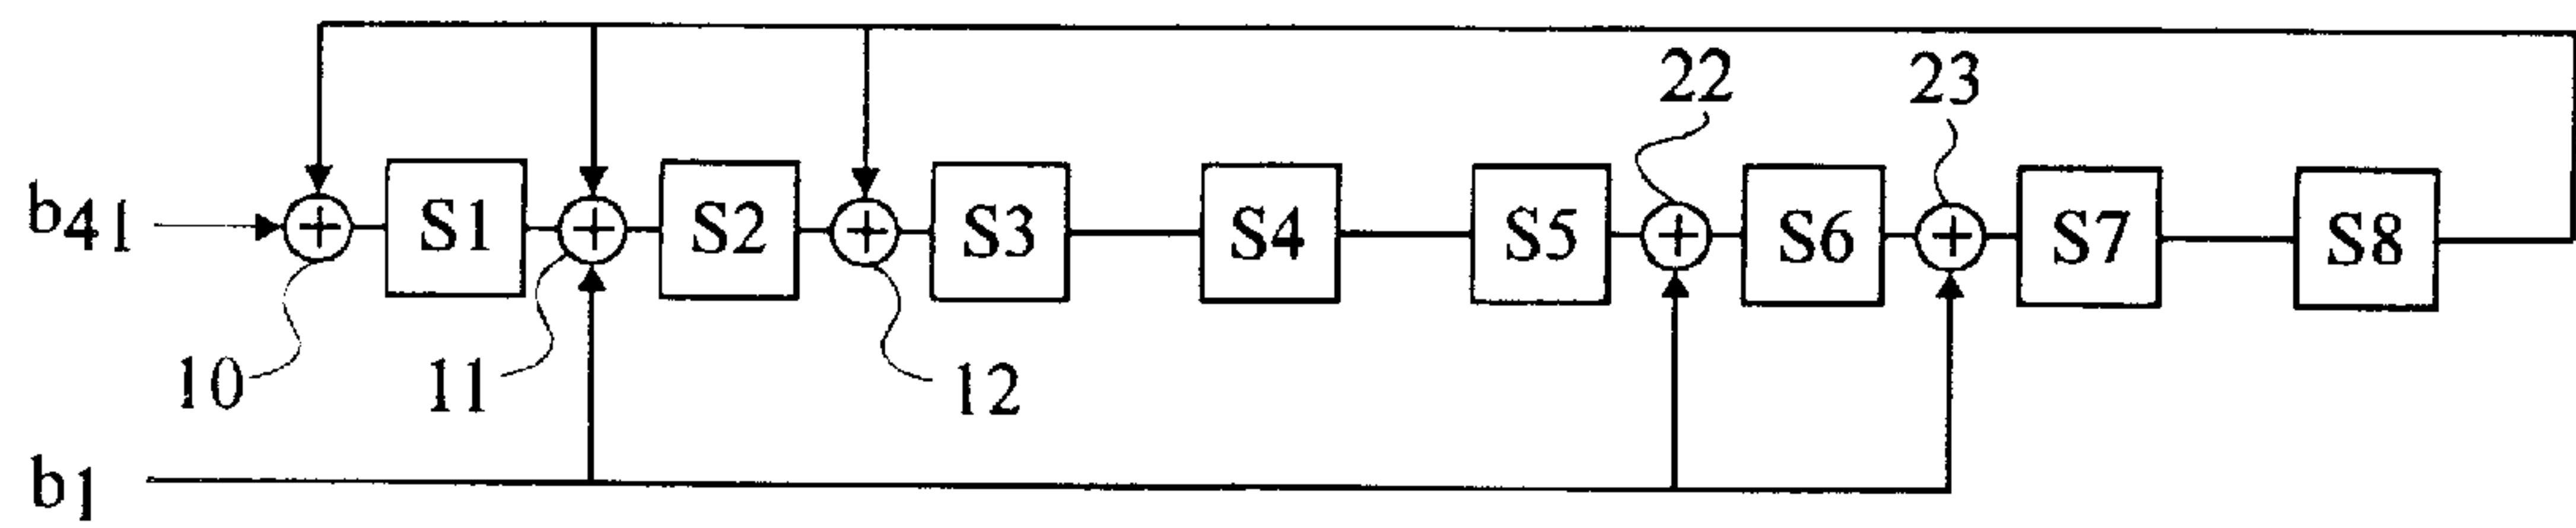 22 23
b41 + S1 + S2 + S3 S4 S5 + S6 + S7 S8
10 11 12
b1